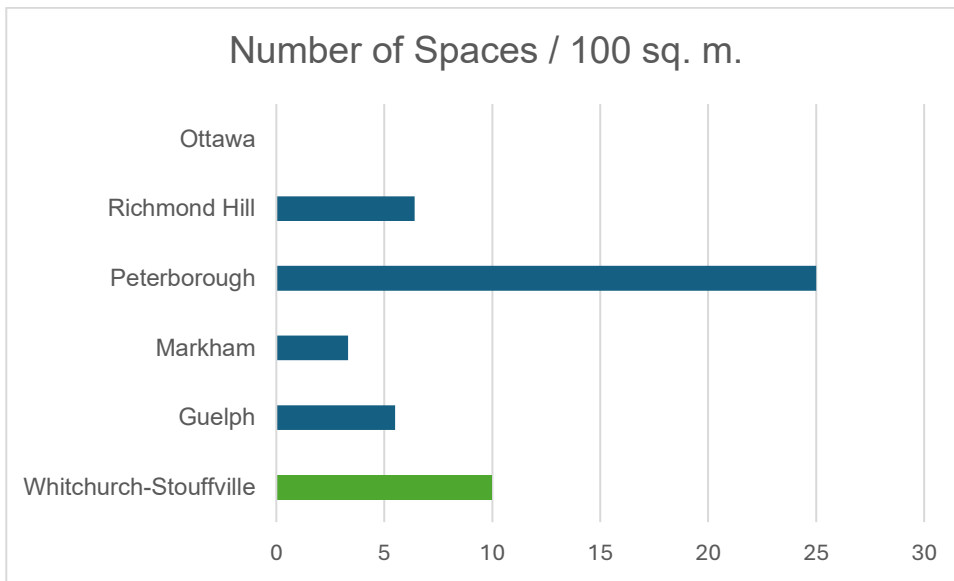 Number of Spaces / 100 sq. m.
Ottawa
Richmond Hill
Peterborough
Markham
Guelph
Whitchurch-Stouffville
0 5 10 15 20 25 30